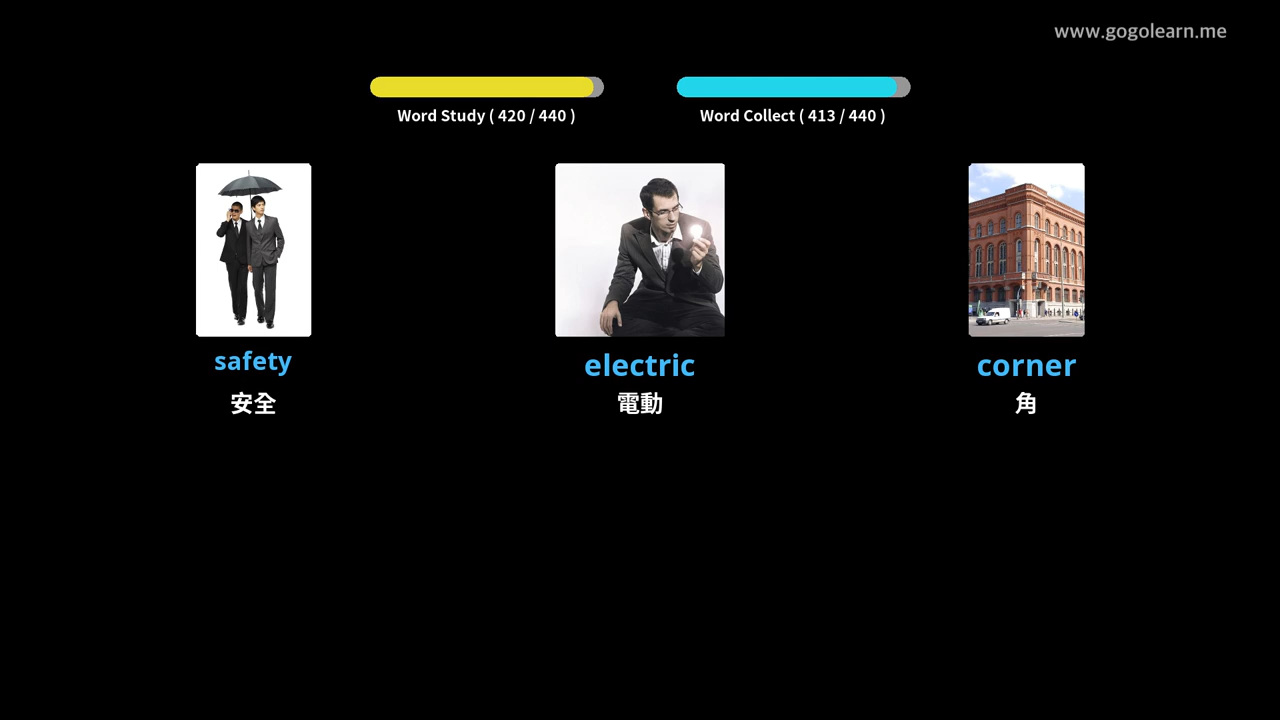 www.gogolearn.me
Word Study ( 420 / 440 )
Word Collect ( 413 / 440 )
safety
安全
electric
電動
corner
角